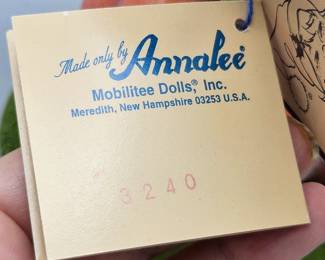 Made only by Annalee®
Mobilitee Dolls,® Inc.
Meredith, New Hampshire 03253 U.S.A.
3240